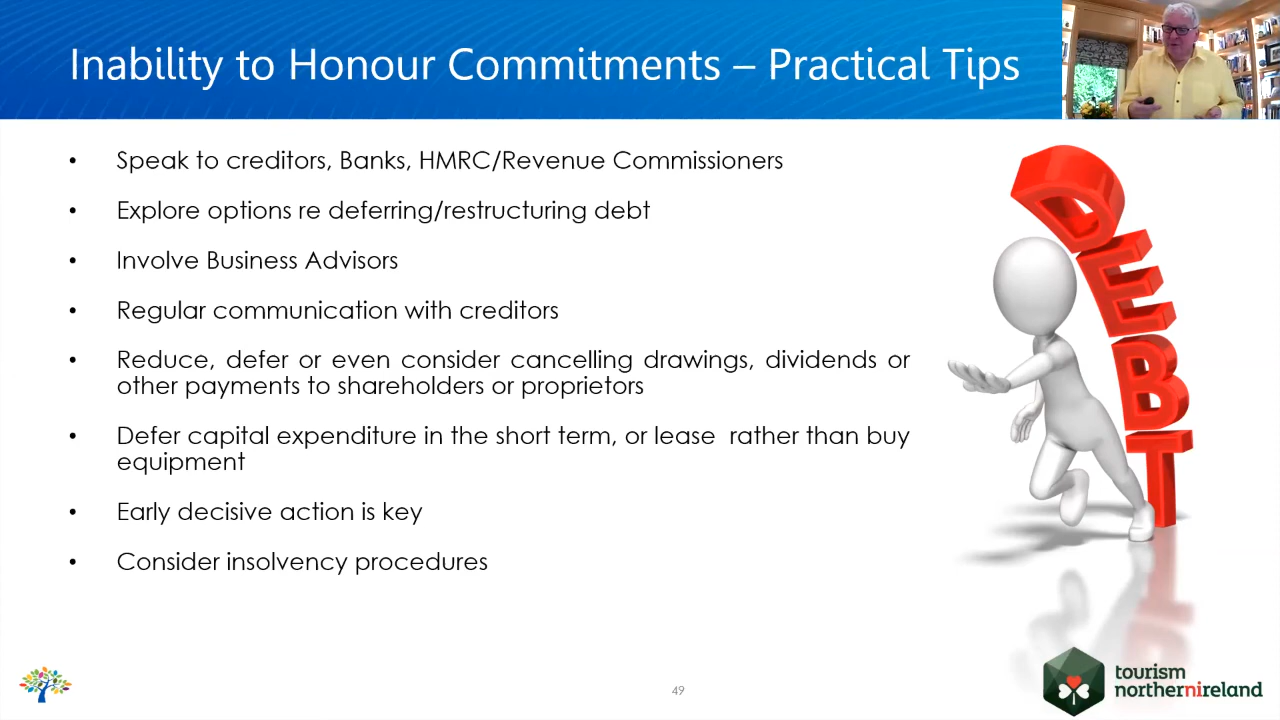 Inability to Honour Commitments – Practical Tips
• Speak to creditors, Banks, HMRC/Revenue Commissioners
• Explore options re deferring/restructuring debt
• Involve Business Advisors
• Regular communication with creditors
• Reduce, defer or even consider cancelling drawings, dividends or
other payments to shareholders or proprietors
• Defer capital expenditure in the short term, or lease rather than buy
equipment
• Early decisive action is key
• Consider insolvency procedures
DEBT
49
tourism
northernireland